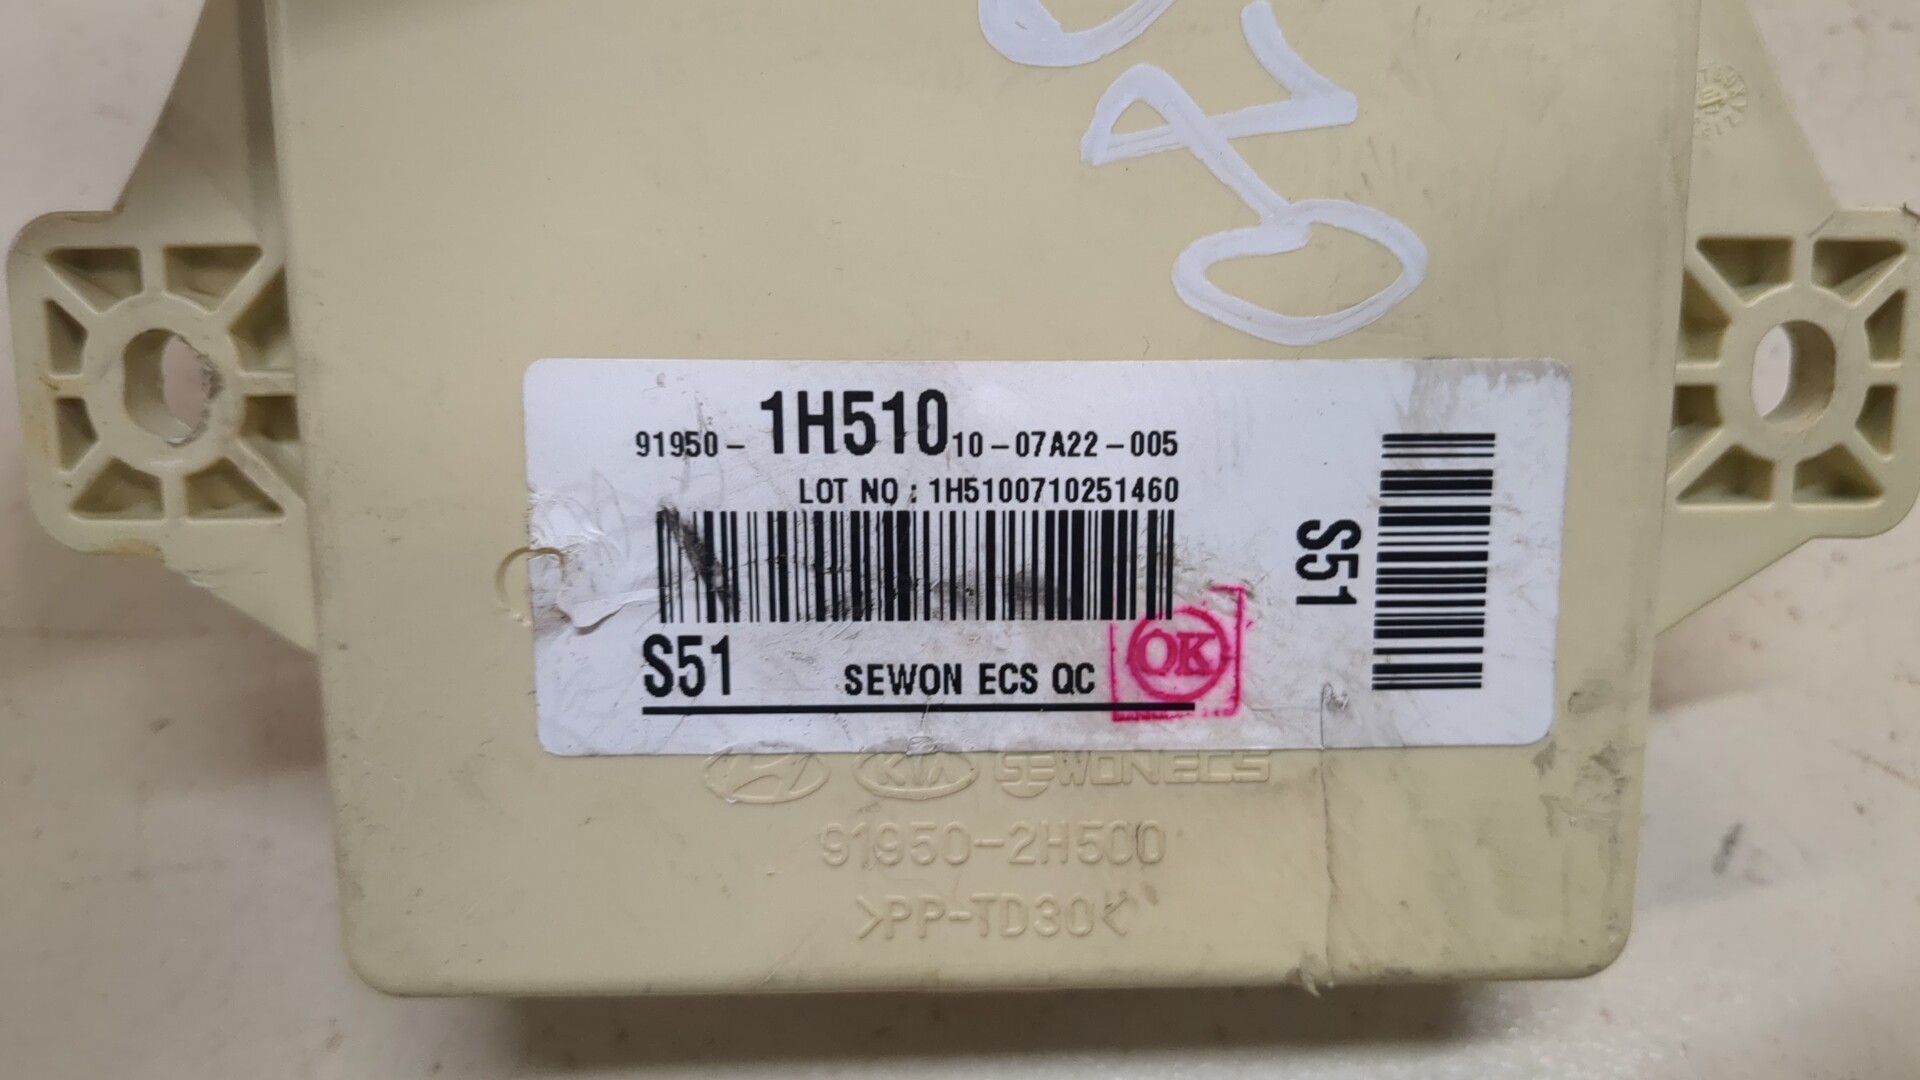 91950-1H510 10-07A22-005
LOT NO : 1H5100710251460
S51
S51
SEWON ECS QC
OK
KIA SEWONECS
91950-2H500
>PP-TD30<